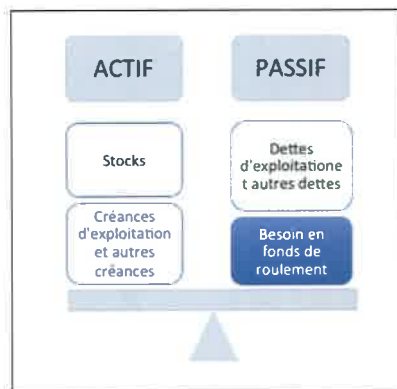 ACTIF
PASSIF
Stocks
Dettes
d'exploitatione
t autres dettes
Créances
d'exploitation
et autres
créances
Besoin en
fonds de
roulement